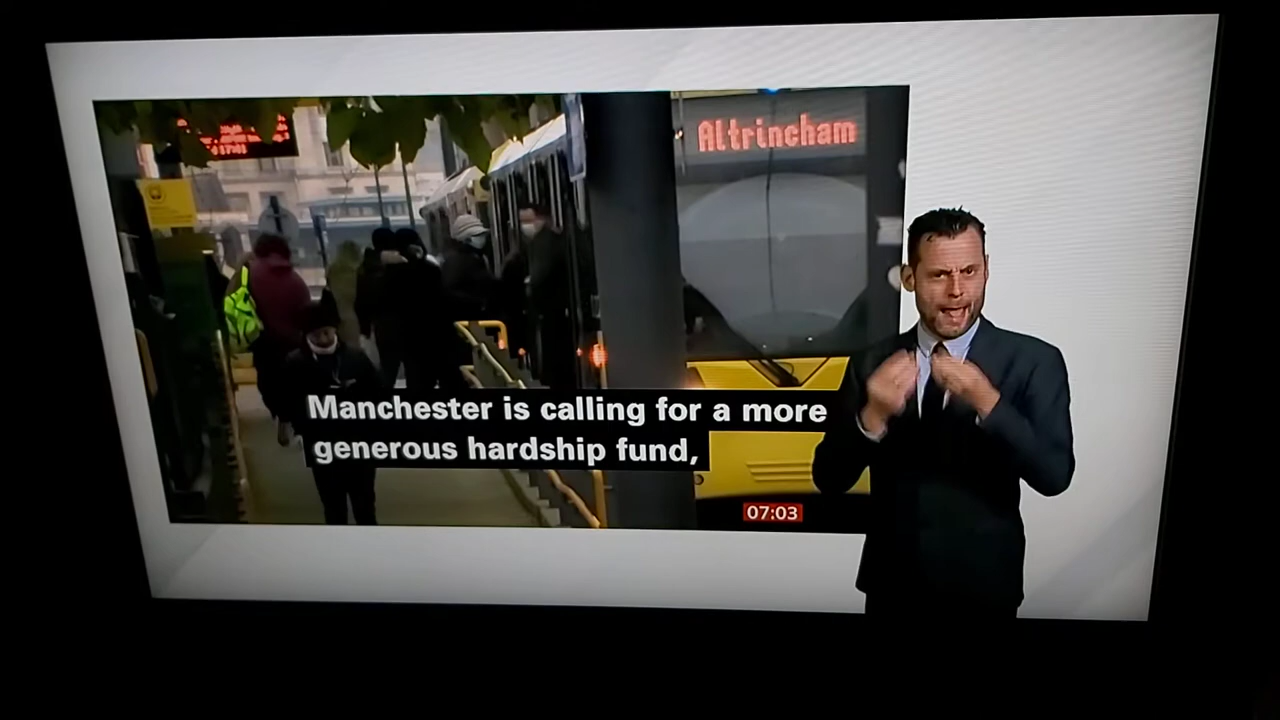 Altrincham
Manchester is calling for a more
generous hardship fund,
07:03